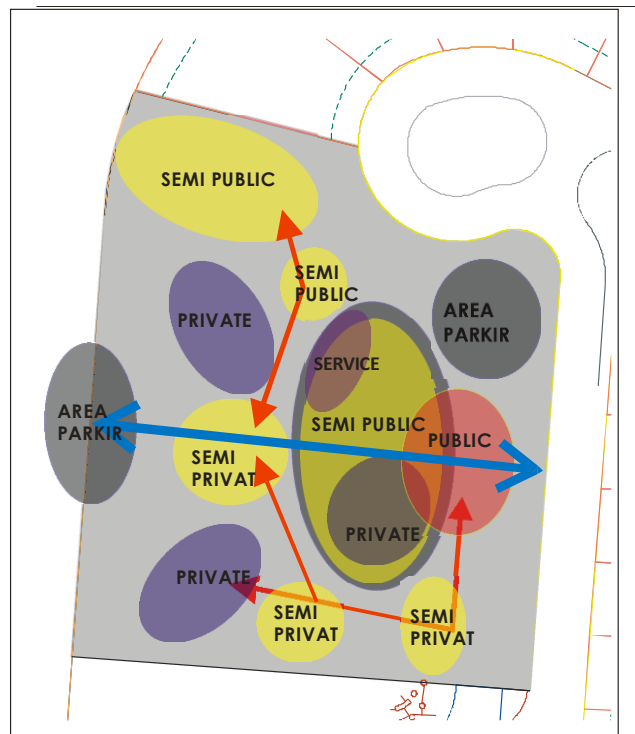 SEMI PUBLIC
SEMI
PUBLIC
AREA
PARKIR
PRIVATE
SERVICE
AREA
PARKIR
SEMI PUBLIC
PUBLIC
SEMI
PRIVAT
PRIVATE
PRIVATE
SEMI
PRIVAT
SEMI
PRIVAT